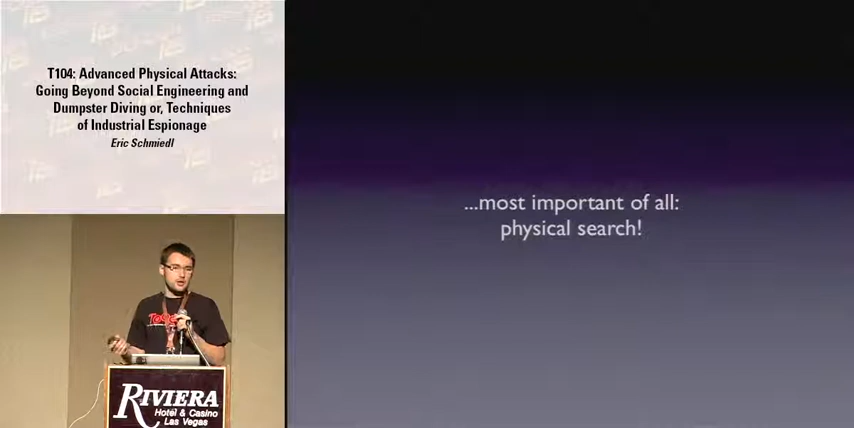 T104: Advanced Physical Attacks:
Going Beyond Social Engineering and
Dumpster Diving or, Techniques
of Industrial Espionage
Eric Schmiedl
...most important of all:
physical search!
RIVIERA
Hotel & Casino
Las Vegas